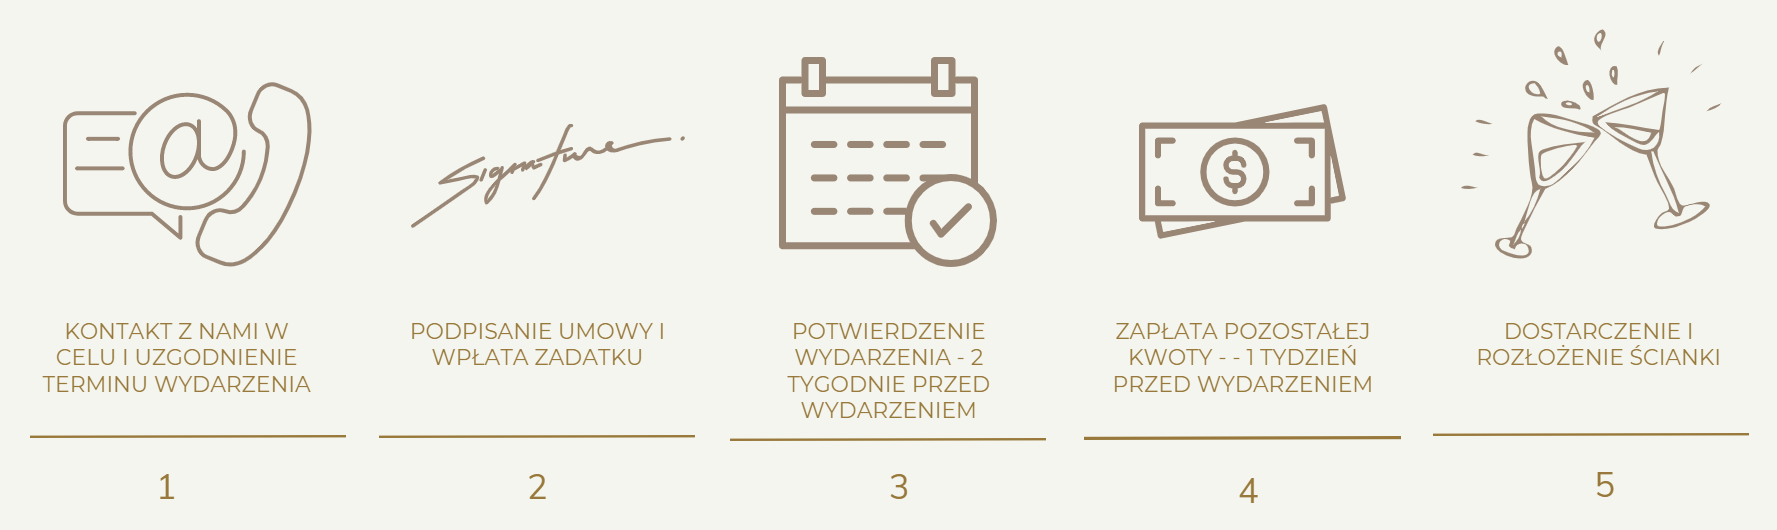 @
Signature
$
KONTAKT Z NAMI W
CELU I UZGODNIENIE
TERMINU WYDARZENIA
1
PODPISANIE UMOWY I
WPŁATA ZADATKU
2
POTWIERDZENIE
WYDARZENIA - 2
TYGODNIE PRZED
WYDARZENIEM
3
ZAPŁATA POZOSTAŁEJ
KWOTY - - 1 TYDZIEŃ
PRZED WYDARZENIEM
4
DOSTARCZENIE I
ROZŁOŻENIE ŚCIANKI
5